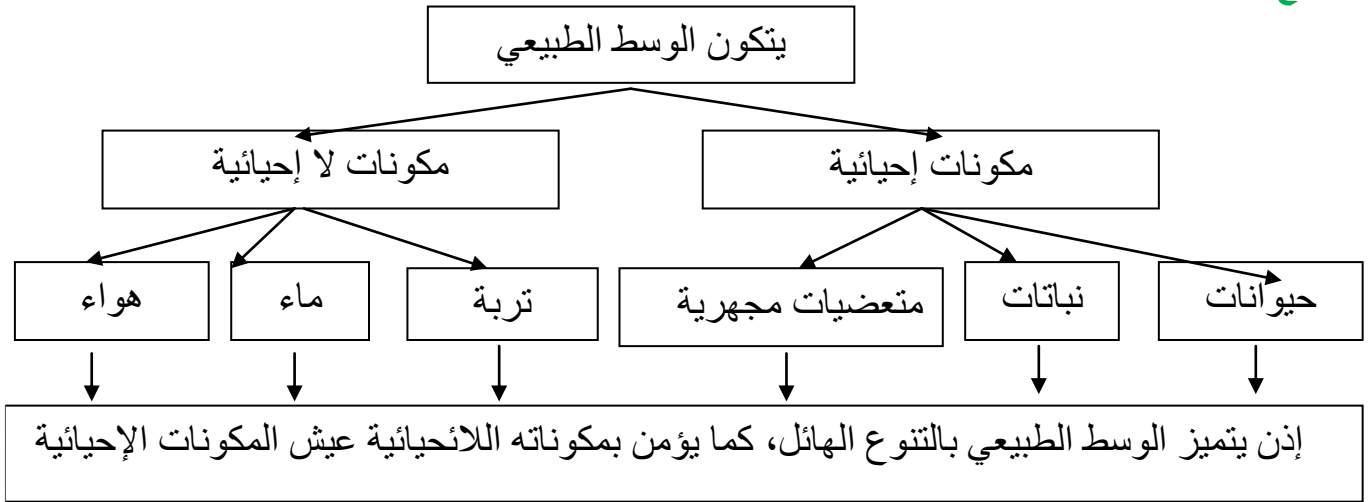 يتكون الوسط الطبيعي
مكونات إحيائية
مكونات لا إحيائية
حيوانات
نباتات
متعضيات مجهرية
تربة
ماء
هواء
إذن يتميز الوسط الطبيعي بالتنوع الهائل، كما يؤمن بمكوناته اللائحيائية عيش المكونات الإحيائية